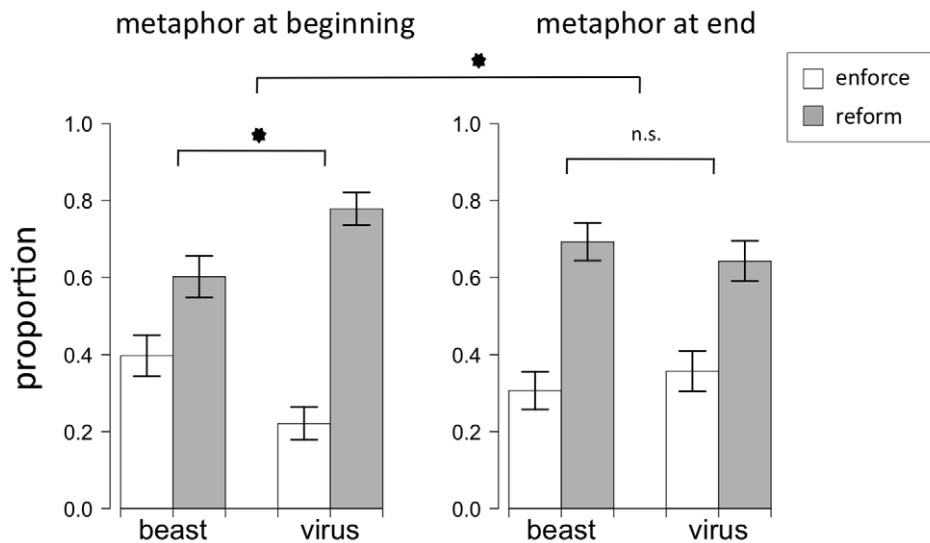 metaphor at beginning
metaphor at end
enforce
reform
n.s.
proportion
1.0
0.8
0.6
0.4
0.2
0.0
beast
virus
1.0
0.8
0.6
0.4
0.2
0.0
beast
virus